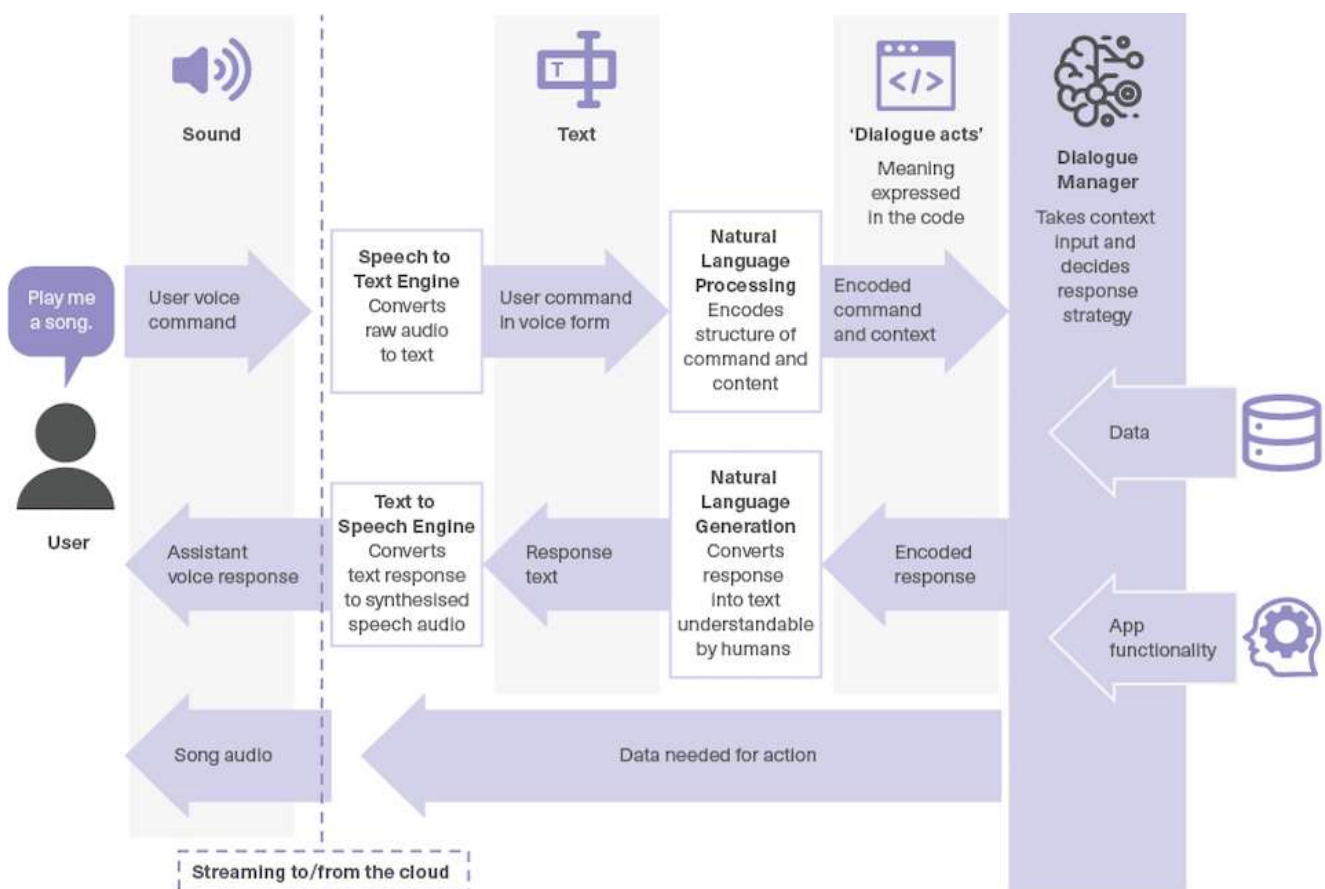 Sound
Text
'Dialogue acts'
Meaning
expressed
in the code
Dialogue
Manager
Takes context
input and
decides
response
strategy
Play me
a song.
User
User voice
command
Speech to
Text Engine
Converts
raw audio
to text
User command
in voice form
Natural
Language
Processing
Encodes
structure of
command and
content
Encoded
command
and context
Data
App
functionality
Encoded
response
Natural
Language
Generation
Converts
response
into text
understandable
by humans
Response
text
Text to
Speech Engine
Converts
text response
to synthesised
speech audio
Assistant
voice response
Data needed for action
Song audio
Streaming to/from the cloud
T
</>